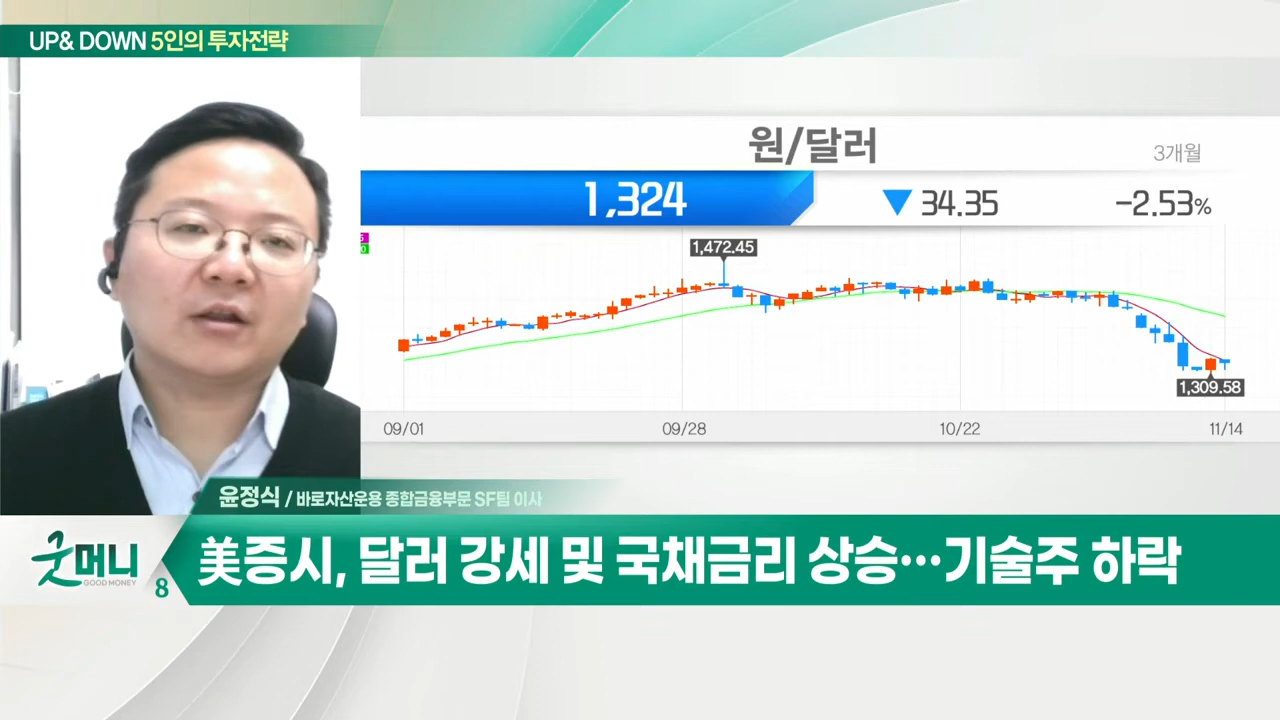 UP& DOWN 5인의 투자전략
원/달러
3개월
1,324 ▼ 34.35 -2.53%
1,472.45
1,309.58
09/01 09/28 10/22 11/14
윤정식 / 바로자산운용 종합금융부문 SF팀 이사
굿머니
GOOD MONEY
8
美증시, 달러 강세 및 국채금리 상승…기술주 하락